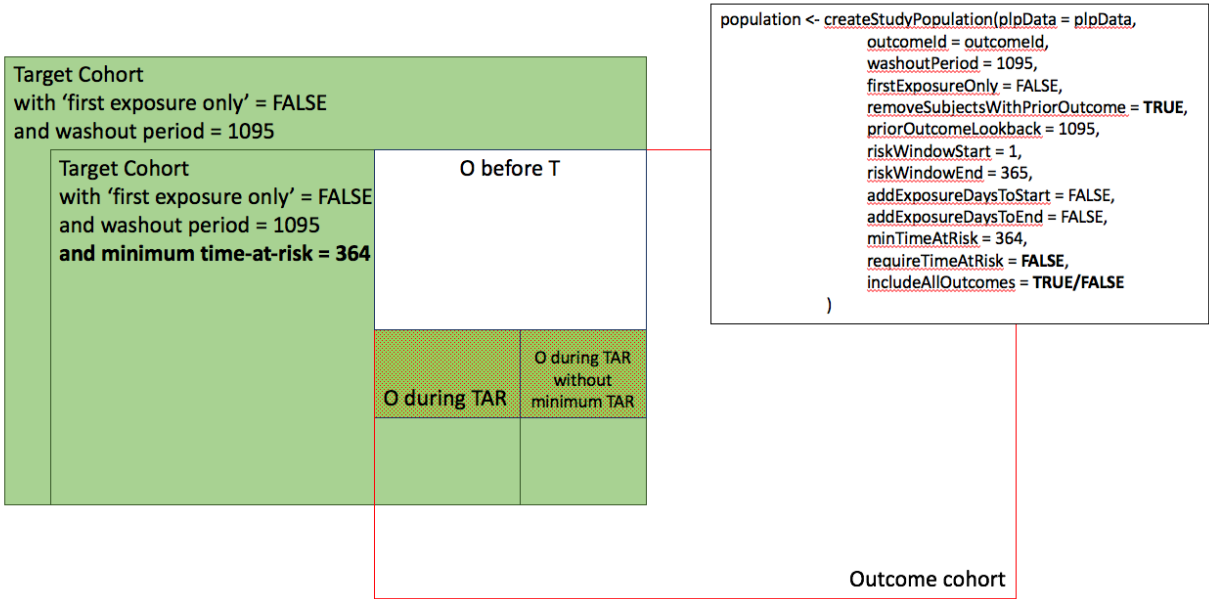 population <- createStudyPopulation(plpData = plpData,
outcomeId = outcomeId,
washoutPeriod = 1095,
firstExposureOnly = FALSE,
removeSubjectsWithPriorOutcome = TRUE,
priorOutcomeLookback = 1095,
riskWindowStart = 1,
riskWindowEnd = 365,
addExposureDaysToStart = FALSE,
addExposureDaysToEnd = FALSE,
minTimeAtRisk = 364,
requireTimeAtRisk = FALSE,
includeAllOutcomes = TRUE/FALSE
)
Target Cohort
with ‘first exposure only’ = FALSE
and washout period = 1095
Target Cohort
with ‘first exposure only’ = FALSE
and washout period = 1095
and minimum time-at-risk = 364
O before T
O during TAR
O during TAR
without
minimum TAR
Outcome cohort